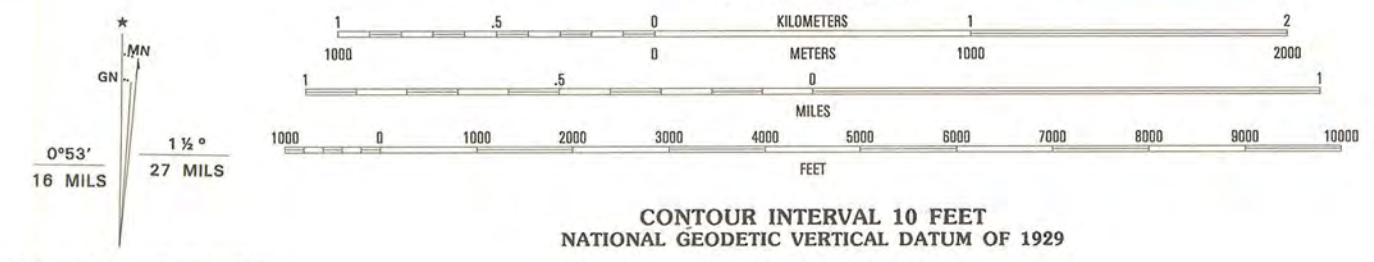 ★
MN
GN
0°53′ 1 ½ °
16 MILS 27 MILS
1 .5 0 KILOMETERS 1 2
1000 0 METERS 1000 2000
1 .5 0 1
MILES
1000 0 1000 2000 3000 4000 5000 6000 7000 8000 9000 10000
FEET
CONTOUR INTERVAL 10 FEET
NATIONAL GEODETIC VERTICAL DATUM OF 1929